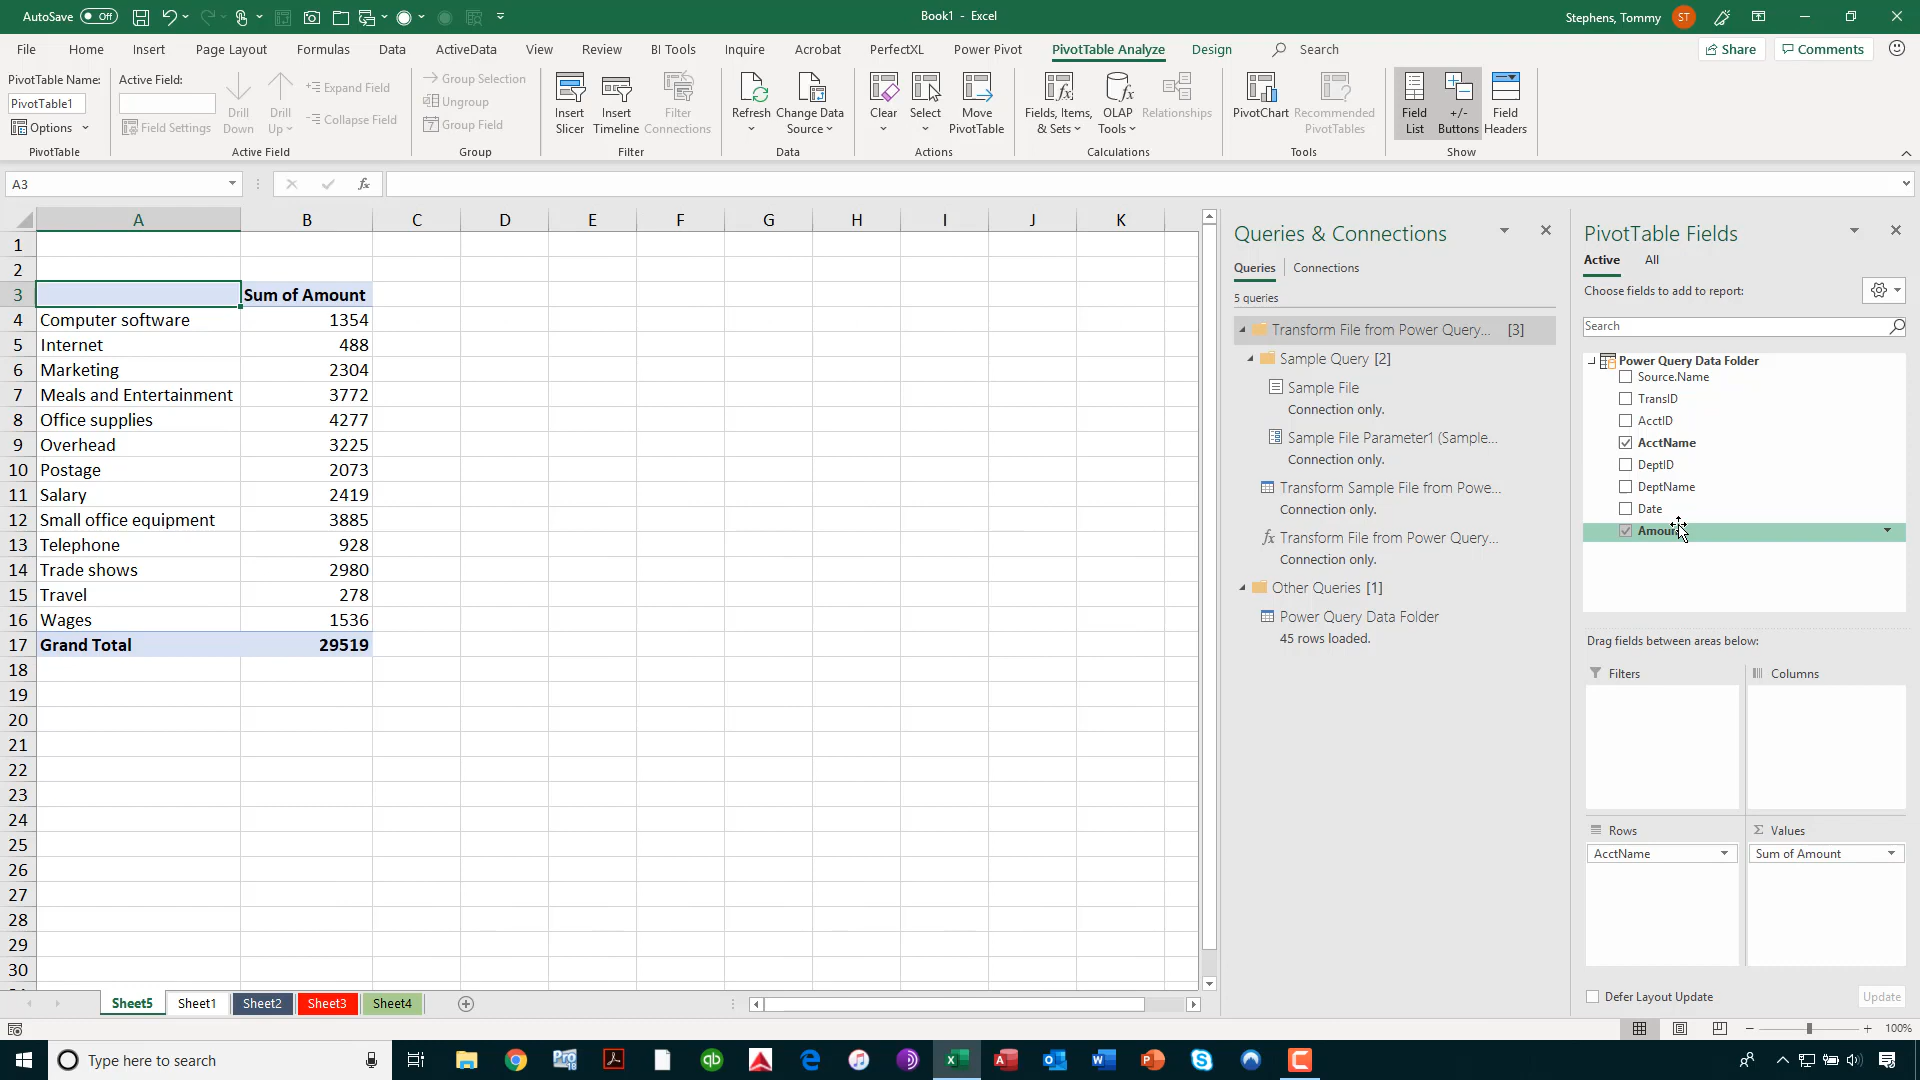 AutoSave Off
Book1 - Excel
Stephens, Tommy ST
File Home Insert Page Layout Formulas Data ActiveData View Review BI Tools Inquire Acrobat PerfectXL Power Pivot PivotTable Analyze Design Search Share Comments
PivotTable Name:
PivotTable1
Options
PivotTable
Active Field:
Field Settings
Drill Down
Drill Up
Expand Field
Collapse Field
Active Field
Group Selection
Ungroup
Group Field
Group
Insert Slicer
Insert Timeline
Filter Connections
Filter
Refresh
Change Data Source
Data
Clear
Select
Move PivotTable
Actions
Fields, Items, & Sets
OLAP Tools
Relationships
Calculations
PivotChart
Recommended PivotTables
Tools
Field List
+/- Buttons
Field Headers
Show
A3
fx
A B C D E F G H I J K
1
2
3 Sum of Amount
4 Computer software 1354
5 Internet 488
6 Marketing 2304
7 Meals and Entertainment 3772
8 Office supplies 4277
9 Overhead 3225
10 Postage 2073
11 Salary 2419
12 Small office equipment 3885
13 Telephone 928
14 Trade shows 2980
15 Travel 278
16 Wages 1536
17 Grand Total 29519
18
19
20
21
22
23
24
25
26
27
28
29
30
Queries & Connections
Queries Connections
5 queries
Transform File from Power Query... [3]
Sample Query [2]
Sample File
Connection only.
Sample File Parameter1 (Sample...
Connection only.
Transform Sample File from Powe...
Connection only.
fx Transform File from Power Query...
Connection only.
Other Queries [1]
Power Query Data Folder
45 rows loaded.
PivotTable Fields
Active All
Choose fields to add to report:
Search
Power Query Data Folder
Source.Name
TransID
AcctID
AcctName
DeptID
DeptName
Date
Drag fields between areas below:
Filters
Columns
Rows
Σ Values
AcctName
Sum of Amount
Defer Layout Update
Update
Sheet5 Sheet1 Sheet2 Sheet3 Sheet4
100%
Type here to search